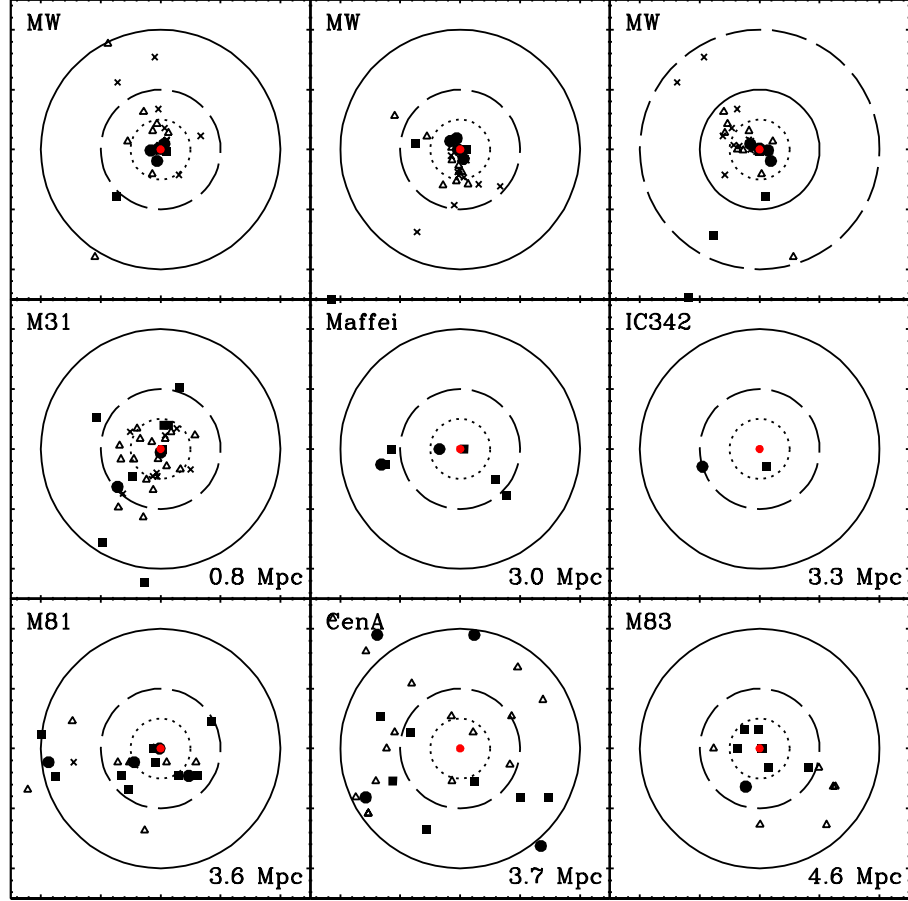 MW
MW
MW
M31
0.8 Mpc
Maffei
3.0 Mpc
IC342
3.3 Mpc
M81
3.6 Mpc
CenA
3.7 Mpc
M83
4.6 Mpc